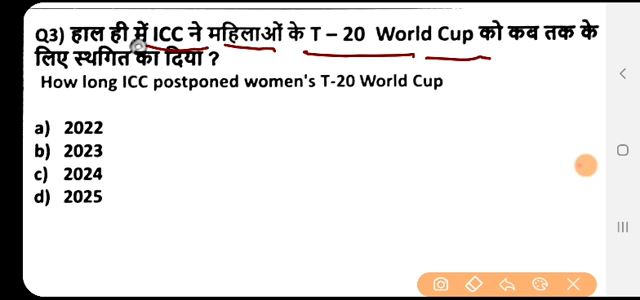 Q3) हाल ही में ICC ने महिलाओं के T – 20 World Cup को कब तक के
लिए स्थगित का दिया ?
How long ICC postponed women's T-20 World Cup
a) 2022
b) 2023
c) 2024
d) 2025